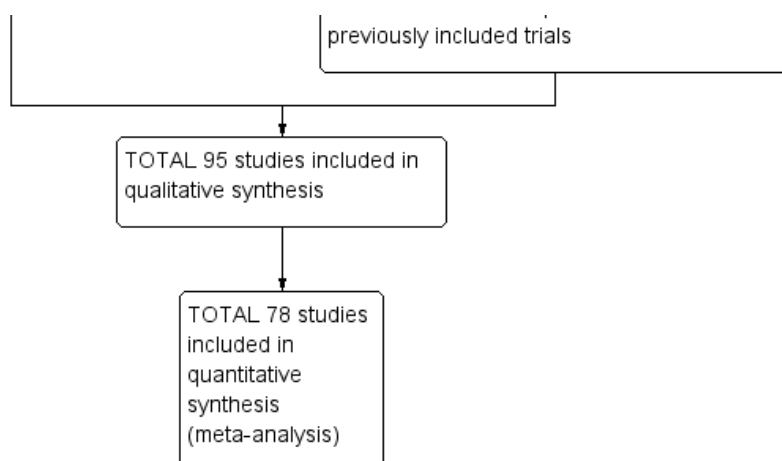 previously included trials
TOTAL 95 studies included in
qualitative synthesis
TOTAL 78 studies
included in
quantitative
synthesis
(meta-analysis)